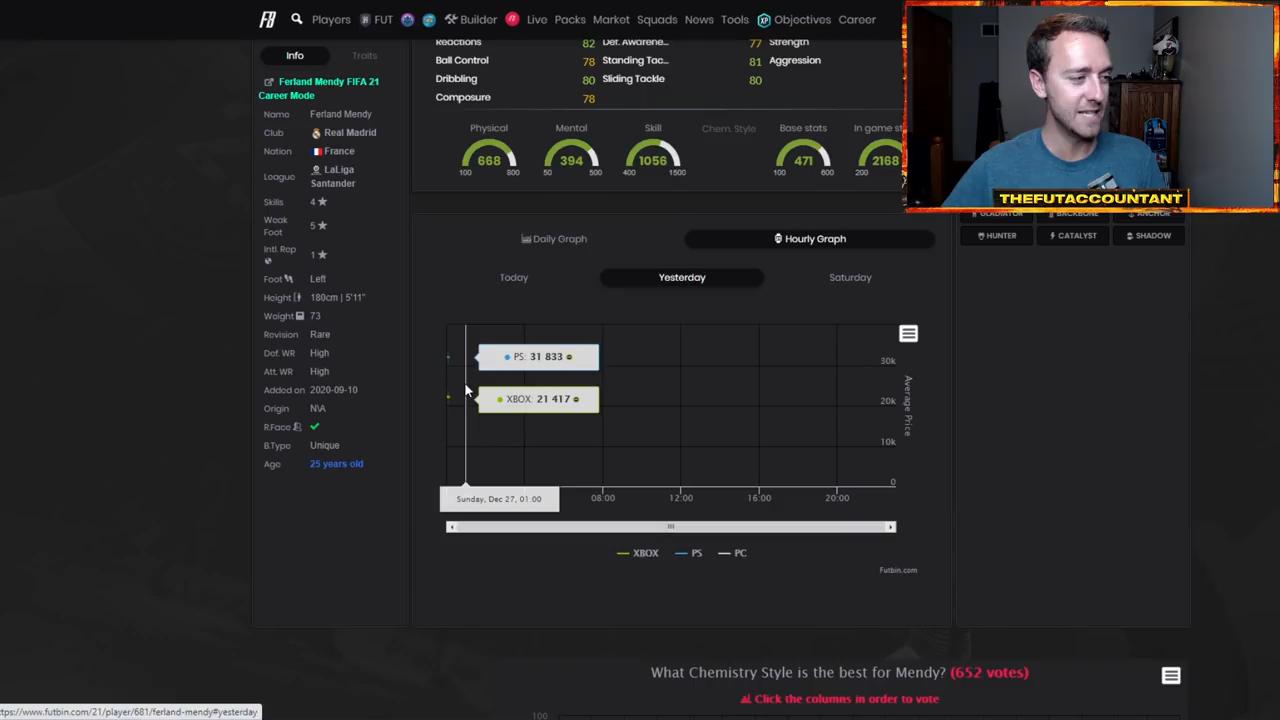 Players FUT Builder Live Packs Market Squads News Tools XP Objectives Career
Info Traits
Ferland Mendy FIFA 21
Career Mode
Name Ferland Mendy
Club Real Madrid
Nation France
League LaLiga
Santander
Skills 4
Weak
Foot 5
Intl. Rep 1
Foot Left
Height 180cm | 5'11"
Weight 73
Revision Rare
Def. WR High
Att. WR High
Added on 2020-09-10
Origin N\A
R.Face
B.Type Unique
Age 25 years old
Reactions 82 Def. Awarene... 77 Strength
Ball Control 78 Standing Tac... 81 Aggression
Dribbling 80 Sliding Tackle 80
Composure 78
Physical Mental Skill Chem. Style Base stats In game st
668 394 1056 471 2168
100 800 50 500 400 1500 100 600 200
THEFUTACCOUNTANT
GLADIATOR BACKBONE ANCHOR
HUNTER CATALYST SHADOW
Daily Graph Hourly Graph
Today Yesterday Saturday
PS: 31 833
XBOX: 21 417
30k
20k
10k
0
Average Price
Sunday, Dec 27, 01:00
08:00 12:00 16:00 20:00
XBOX PS PC
Futbin.com
What Chemistry Style is the best for Mendy? (652 votes)
Click the columns in order to vote
100
ttps://www.futbin.com/21/player/681/ferland-mendy#yesterday